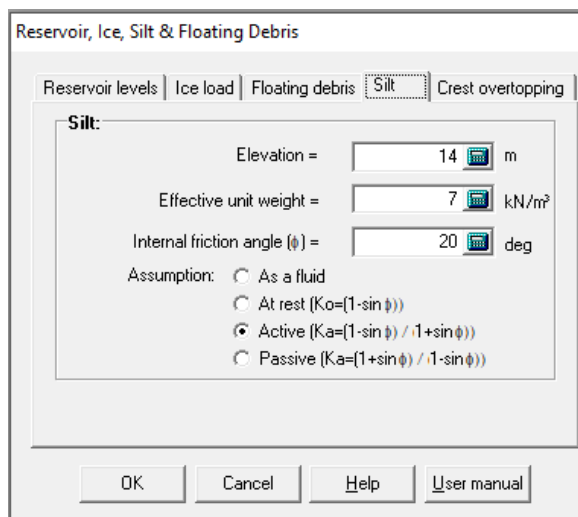 Reservoir, Ice, Silt & Floating Debris
Reservoir levels Ice load Floating debris Silt Crest overtopping
Silt:
Elevation = 14 m
Effective unit weight = 7 kN/m³
Internal friction angle (ϕ) = 20 deg
Assumption: As a fluid
At rest (Ko=(1-sin ϕ))
Active (Ka=(1-sin ϕ) / (1+sin ϕ))
Passive (Ka=(1+sin ϕ) / (1-sin ϕ))
OK Cancel Help User manual